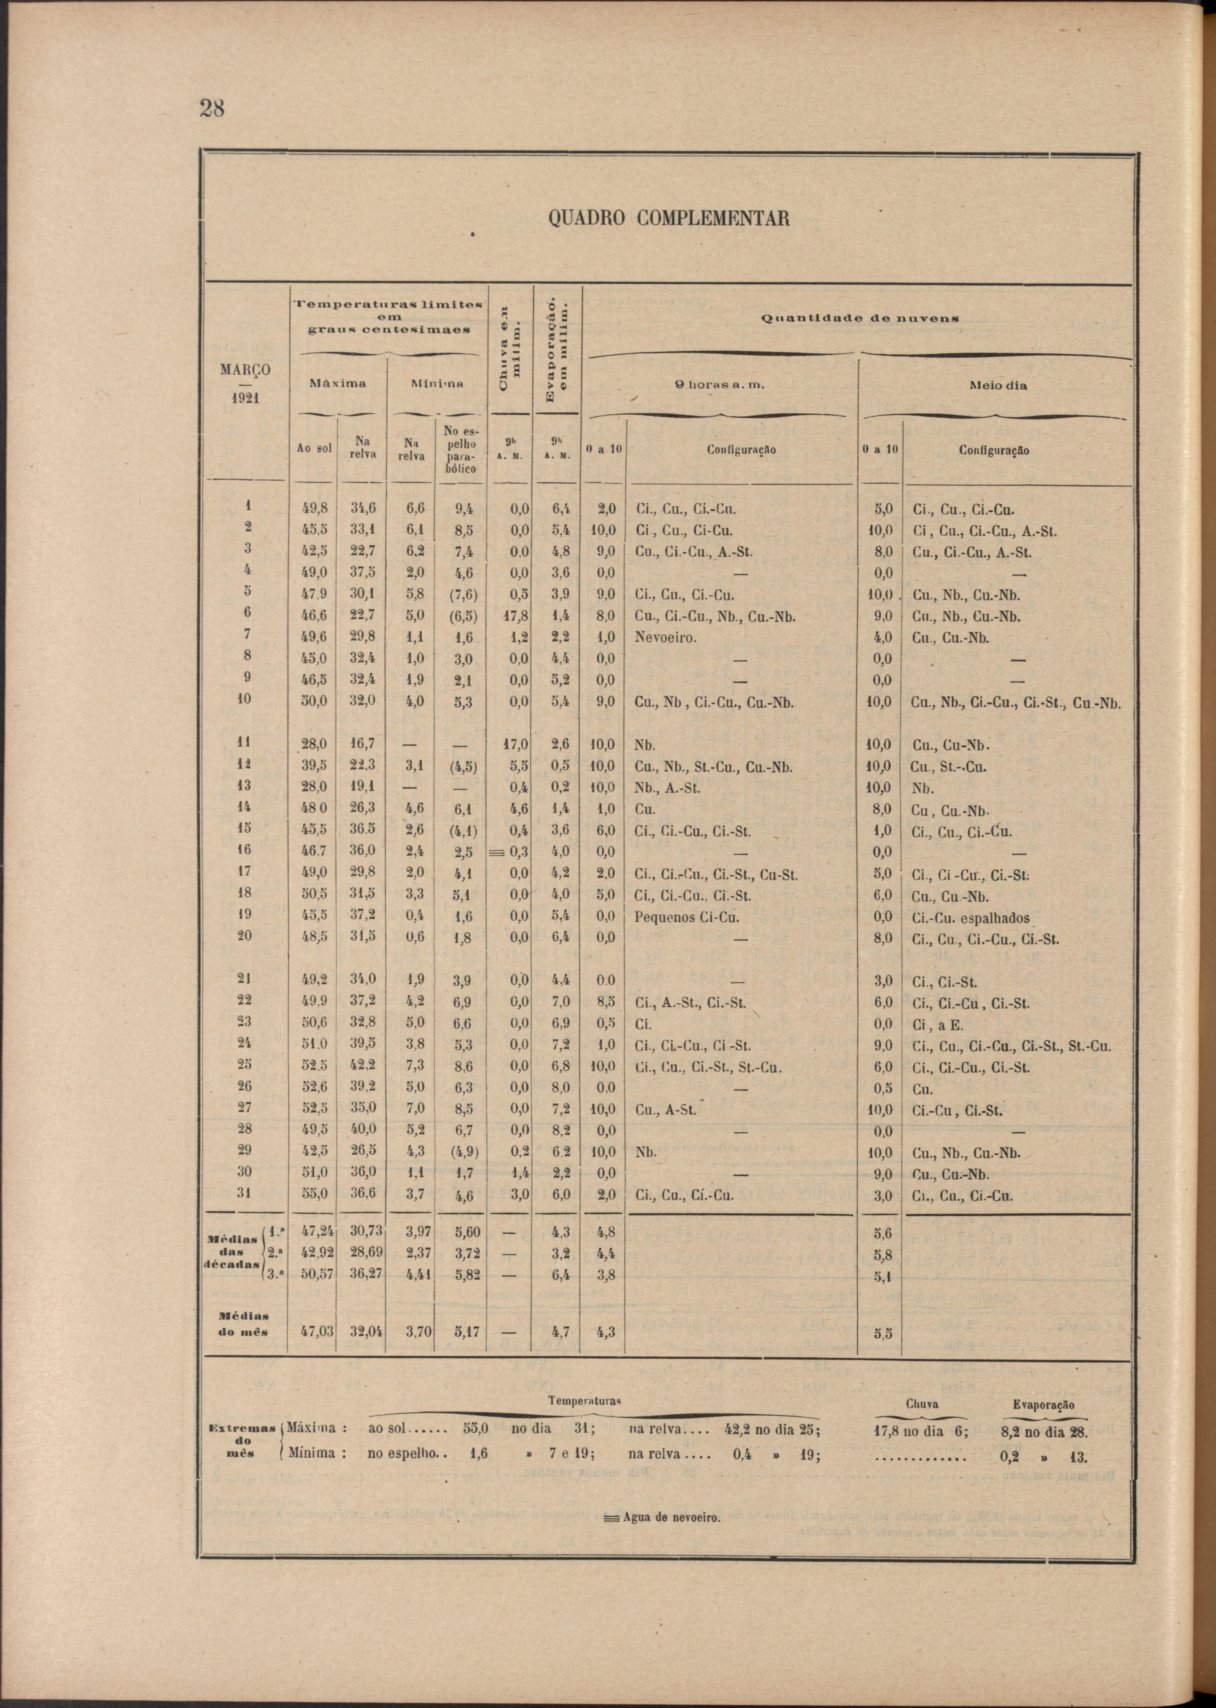 28
QUADRO COMPLEMENTAR
MARÇO
—
1921
Temperaturas limites
em
graus centesimaes
Chuva em
milim.
Evaporação.
em milim.
Quantidade de nuvens
Máxima Mínima 9 horas a. m. Meio dia
Ao sol Na relva Na relva No espelho parabólico 9h A. M. 9h A. M. 0 a 10 Configuração 0 a 10 Configuração
1 49,8 34,6 6,6 9,4 0,0 6,4 2,0 Ci., Cu., Ci.-Cu. 5,0 Ci., Cu., Ci.-Cu.
2 45.5 33,1 6,1 8,5 0,0 5,4 10,0 Ci., Cu., Ci-Cu. 10,0 Ci, Cu., Ci.-Cu., A.-St.
3 42,5 22,7 6,2 7,4 0,0 4,8 9,0 Cu., Ci.-Cu., A.-St. 8,0 Cu., Ci.-Cu., A.-St.
4 49,0 37,5 2,0 4,6 0,0 3,6 0,0 — 0,0 —
5 47.9 30,1 5,8 (7,6) 0,5 3,9 9,0 Ci., Cu., Ci.-Cu. 10,0 Cu., Nb., Cu.-Nb.
6 46,6 22,7 5,0 (6,5) 17,8 1,4 8,0 Cu., Ci.-Cu., Nb., Cu.-Nb. 9,0 Cu., Nb., Cu.-Nb.
7 49,6 29,8 1,1 1,6 1,2 2,2 1,0 Nevoeiro. 4,0 Cu., Cu.-Nb.
8 45,0 32,4 1,0 3,0 0,0 4,4 0,0 — 0,0 —
9 46,5 32,4 1,9 2,1 0,0 5,2 0,0 — 0,0 —
10 50,0 32,0 4,0 5,3 0,0 5,4 9,0 Cu., Nb, Ci.-Cu., Cu.-Nb. 10,0 Cu., Nb., Ci.-Cu., Ci.-St., Cu.-Nb.
11 28,0 16,7 — — 17,0 2,6 10,0 Nb. 10,0 Cu., Cu-Nb.
12 39,5 22.3 3,1 (4,5) 5,5 0,5 10,0 Cu., Nb., St.-Cu., Cu.-Nb. 10,0 Cu., St.-.Cu.
13 28,0 19,1 — — 0,4 0,2 10,0 Nb., A.-St. 10,0 Nb.
14 48 0 26,3 4,6 6,1 4,6 1,4 1,0 Cu. 8,0 Cu, Cu.-Nb.
15 45,5 36.5 2,6 (4,1) 0,4 3,6 6,0 Ci., Ci.-Cu., Ci.-St. 1,0 Ci., Cu., Ci.-Cu.
16 46.7 36,0 2,4 2,5 ≡ 0,3 4,0 0,0 — 0,0 —
17 49,0 29,8 2,0 4,1 0,0 4,2 2,0 Ci., Ci.-Cu., Ci.-St., Cu-St. 5,0 Ci., Ci-Cu., Ci.-St.
18 50,5 31,5 3,3 5,1 0,0 4,0 5,0 Ci., Ci.-Cu., Ci.-St. 6,0 Cu., Cu.-Nb.
19 45,5 37,2 0,4 1,6 0,0 5,4 0,0 Pequenos Ci-Cu. 0,0 Ci.-Cu. espalhados
20 48,5 31,5 0,6 1,8 0,0 6,4 0,0 — 8,0 Ci., Cu., Ci.-Cu., Ci.-St.
21 49,2 34,0 1,9 3,9 0,0 4,4 0.0 — 3,0 Ci., Ci.-St.
22 49,9 37,2 4,2 6,9 0,0 7,0 8,5 Ci., A.-St., Ci.-St. 6,0 Ci., Ci.-Cu, Ci.-St.
23 50,6 32,8 5,0 6,6 0,0 6,9 0,5 Ci. 0,0 Ci, a E.
24 51.0 39,5 3,8 5,3 0,0 7,2 1,0 Ci., Ci.-Cu., Ci-St. 9,0 Ci., Cu., Ci.-Cu., Ci.-St., St.-Cu.
25 52,5 42,2 7,3 8,6 0,0 6,8 10,0 Ci., Cu., Ci.-St., St.-Cu. 6,0 Ci., Ci.-Cu., Ci.-St.
26 52,6 39,2 5,0 6,3 0,0 8,0 0,0 — 0,5 Cu.
27 52,5 35,0 7,0 8,5 0,0 7,2 10,0 Cu., A-St. 10,0 Ci.-Cu, Ci.-St.
28 49,5 40,0 5,2 6,7 0,0 8,2 0,0 — 0,0 —
29 42,5 26,5 4,3 (4,9) 0,2 6,2 10,0 Nb. 10,0 Cu., Nb., Cu.-Nb.
30 51,0 36,0 1,1 1,7 1,4 2,2 0,0 — 9,0 Cu., Cu.-Nb.
31 55,0 36,6 3,7 4,6 3,0 6,0 2,0 Ci., Cu., Ci.-Cu. 3,0 Ci., Cu., Ci.-Cu.
Médias das décadas 1.ª 47,24 30,73 3,97 5,60 — 4,3 4,8 5,6
2.ª 42,92 28,69 2,37 3,72 — 3,2 4,4 5,8
3.ª 50,57 36,27 4,41 5,82 — 6,4 3,8 5,1
Médias
do mês 47,03 32,04 3,70 5,17 — 4,7 4,3 5,5
Temperaturas Chuva Evaporação
Extremas do mês Máxima : ao sol...... 55,0 no dia 31; na relva.... 42,2 no dia 25; 17,8 no dia 6; 8,2 no dia 28.
Mínima : no espelho.. 1,6 » 7 e 19; na relva.... 0,4 » 19; ............. 0,2 » 13.
≡ Agua de nevoeiro.